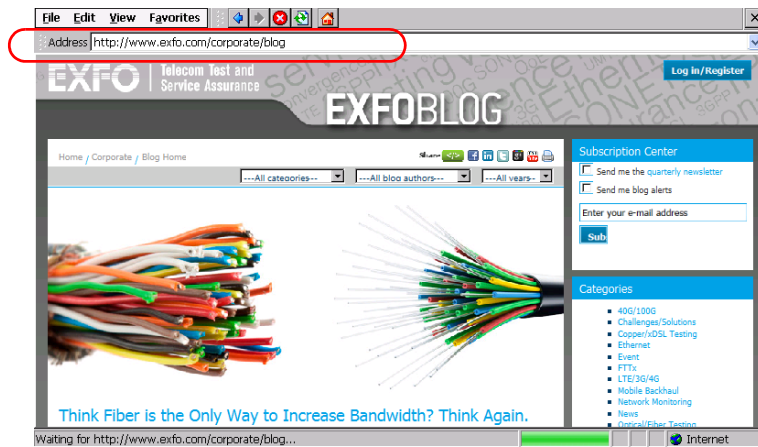 File Edit View Favorites
Address http://www.exfo.com/corporate/blog
EXFO Telecom Test and
Service Assurance
EXFOBLOG
Log in/Register
Home / Corporate / Blog Home
Share
---All categories--- ---All blog authors--- ---All years--
Subscription Center
Send me the quarterly newsletter
Send me blog alerts
Enter your e-mail address
Sub
Categories
40G/100G
Challenges/Solutions
Copper/xDSL Testing
Ethernet
Event
FTTx
LTE/3G/4G
Mobile Backhaul
Network Monitoring
News
Optical/Fiber Testing
Think Fiber is the Only Way to Increase Bandwidth? Think Again.
Waiting for http://www.exfo.com/corporate/blog...
Internet